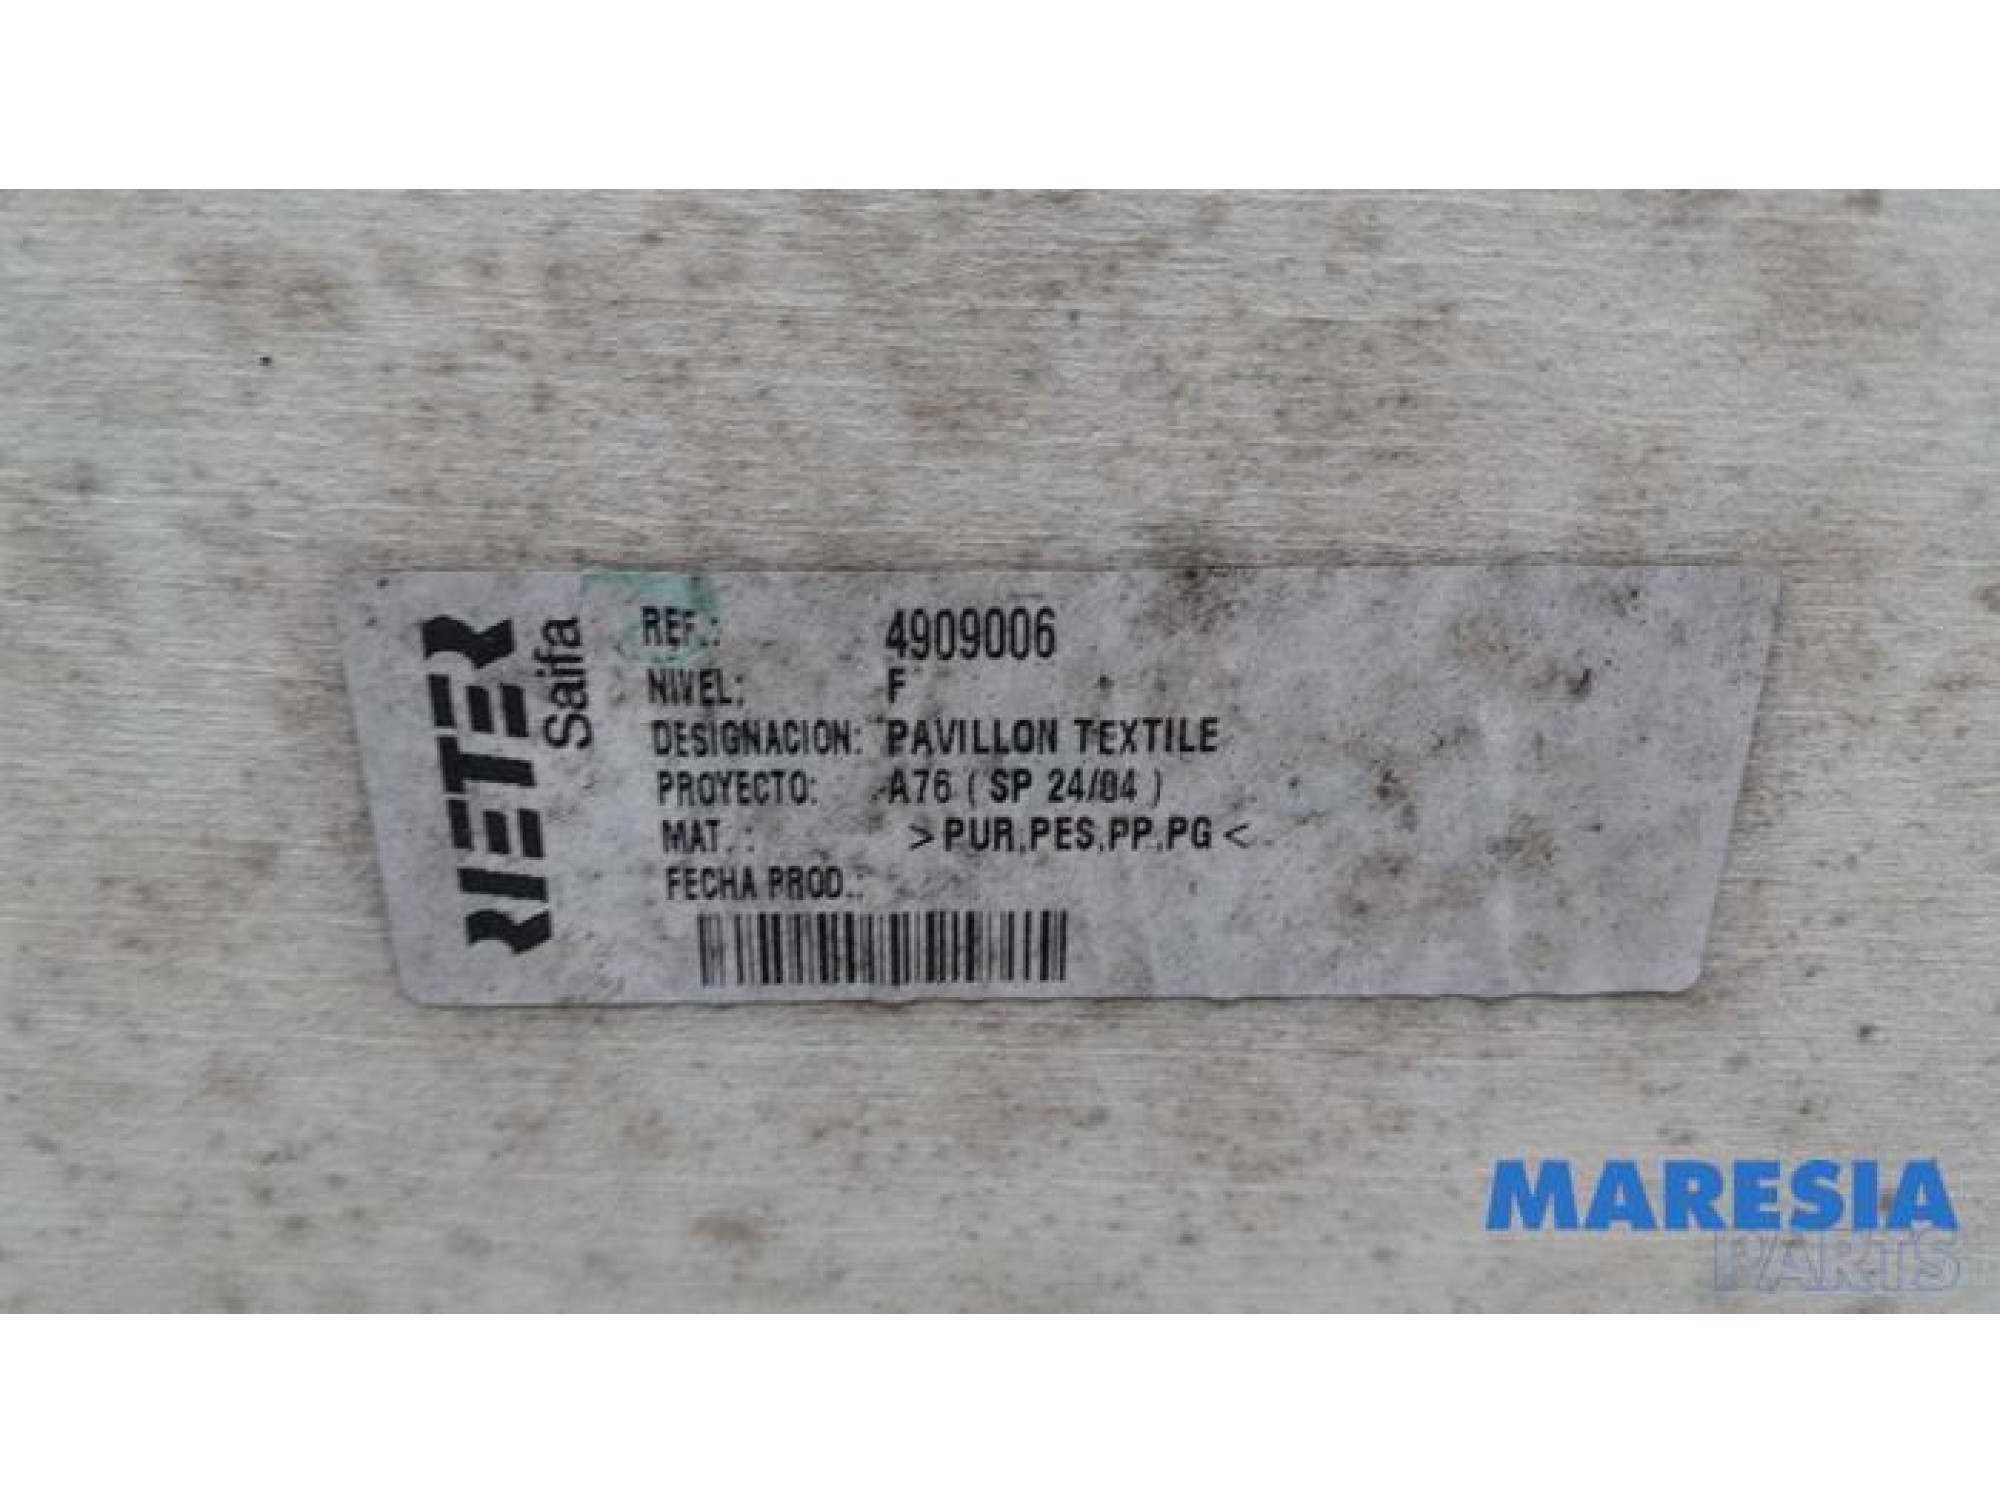 RIETER
Saifa
REF.: 4909006
NIVEL: F
DESIGNACION: PAVILLON TEXTILE
PROYECTO: A76 ( SP 24/84 )
MAT. : >PUR,PES,PP,PG<
FECHA PROD.:
MARESIA
PARTS